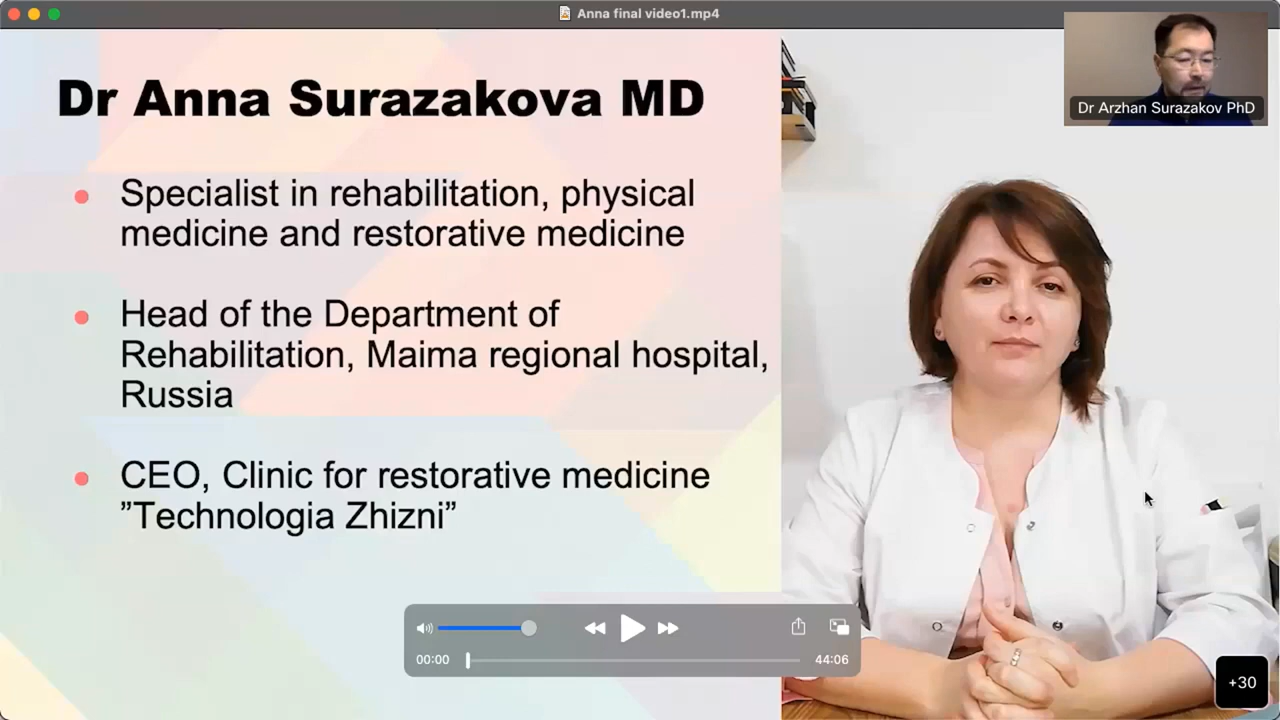 Anna final video1.mp4
Dr Anna Surazakova MD
Dr Arzhan Surazakov PhD
Specialist in rehabilitation, physical
medicine and restorative medicine
Head of the Department of
Rehabilitation, Maima regional hospital,
Russia
CEO, Clinic for restorative medicine
”Technologia Zhizni”
00:00
44:06
+30